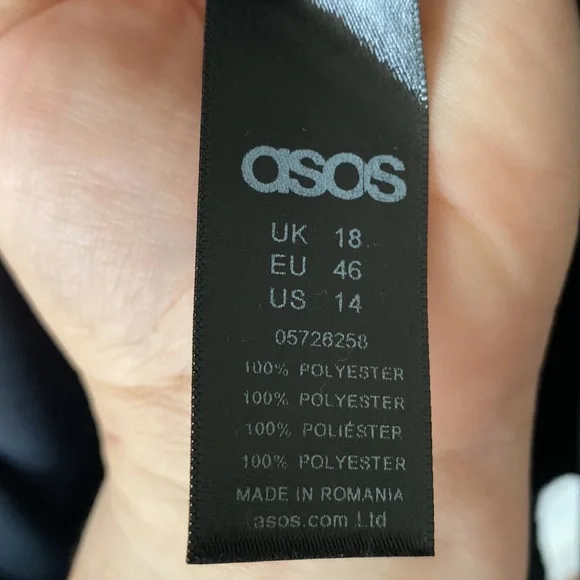 asos
UK 18
EU 46
US 14
05726258
100% POLYESTER
100% POLYESTER
100% POLIÉSTER
100% POLYESTER
MADE IN ROMANIA
asos.com Ltd